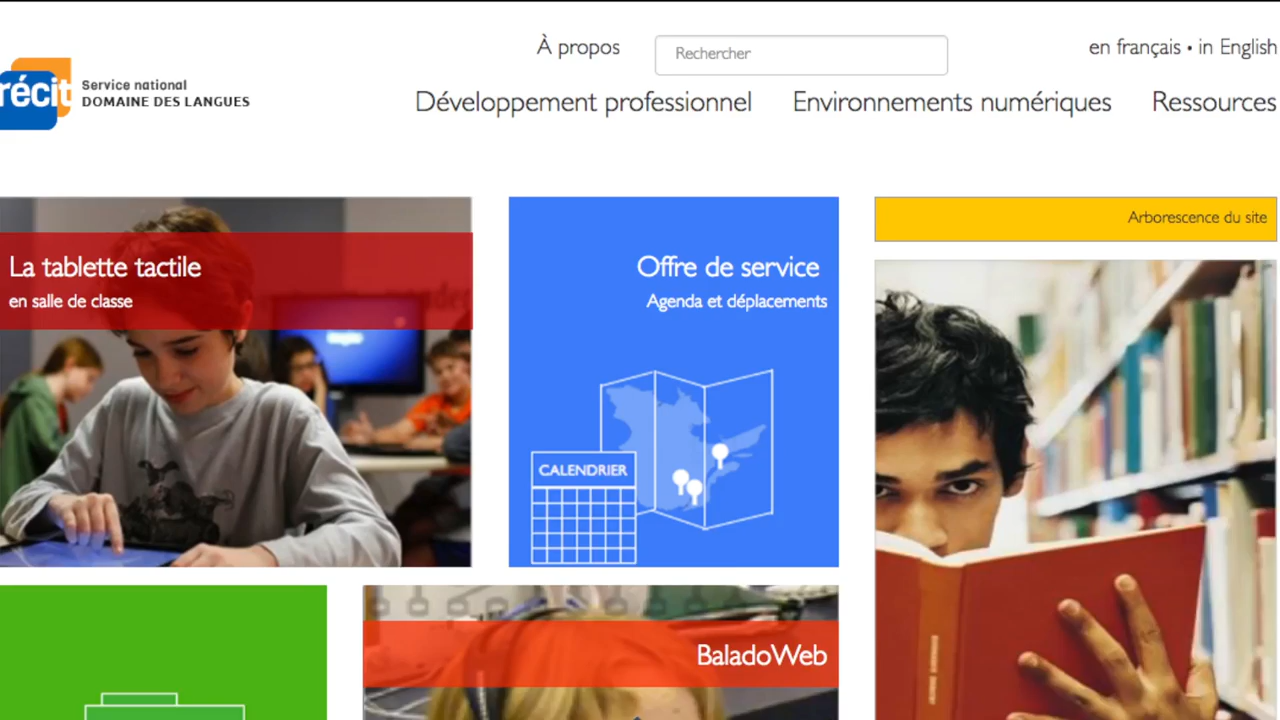 À propos
Rechercher
en français • in English
récit
Service national
DOMAINE DES LANGUES
Développement professionnel
Environnements numériques
Ressources
La tablette tactile
en salle de classe
Offre de service
Agenda et déplacements
CALENDRIER
Arborescence du site
BaladoWeb